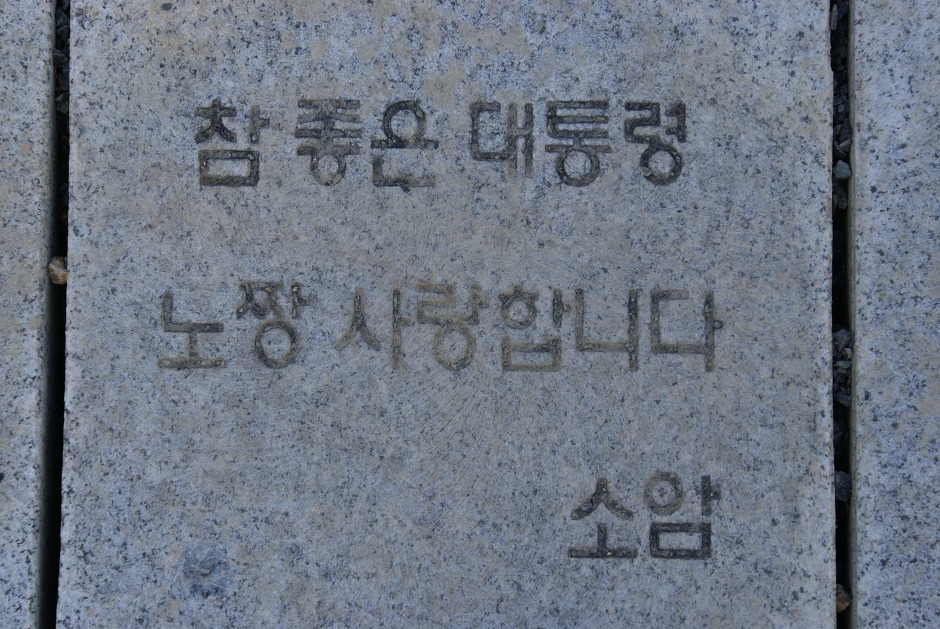 참 좋은 대통령
노짱 사랑합니다
소암